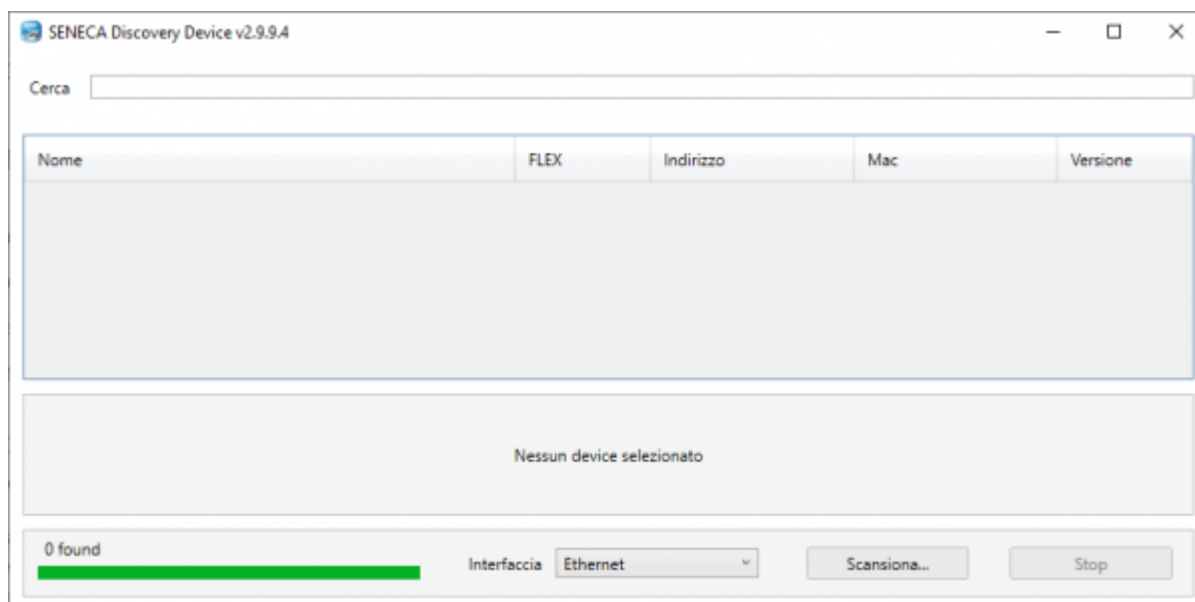 SENECA Discovery Device v2.9.9.4
Cerca
Nome FLEX Indirizzo Mac Versione
Nessun device selezionato
0 found
Interfaccia Ethernet Scansiona... Stop